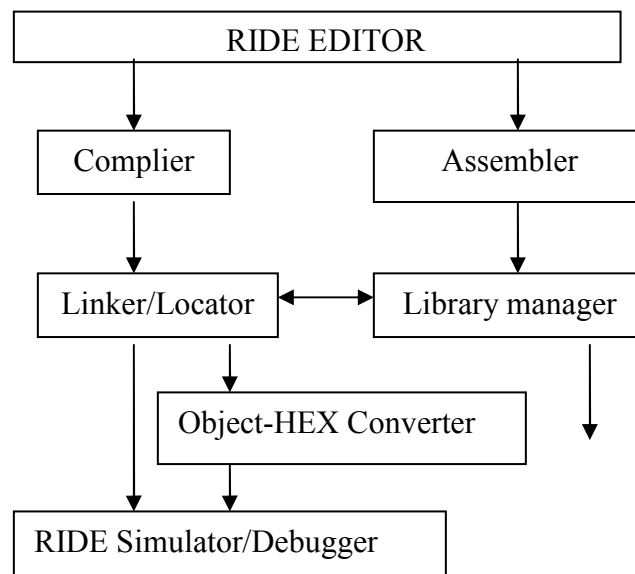 RIDE EDITOR
Complier
Assembler
Linker/Locator
Library manager
Object-HEX Converter
RIDE Simulator/Debugger